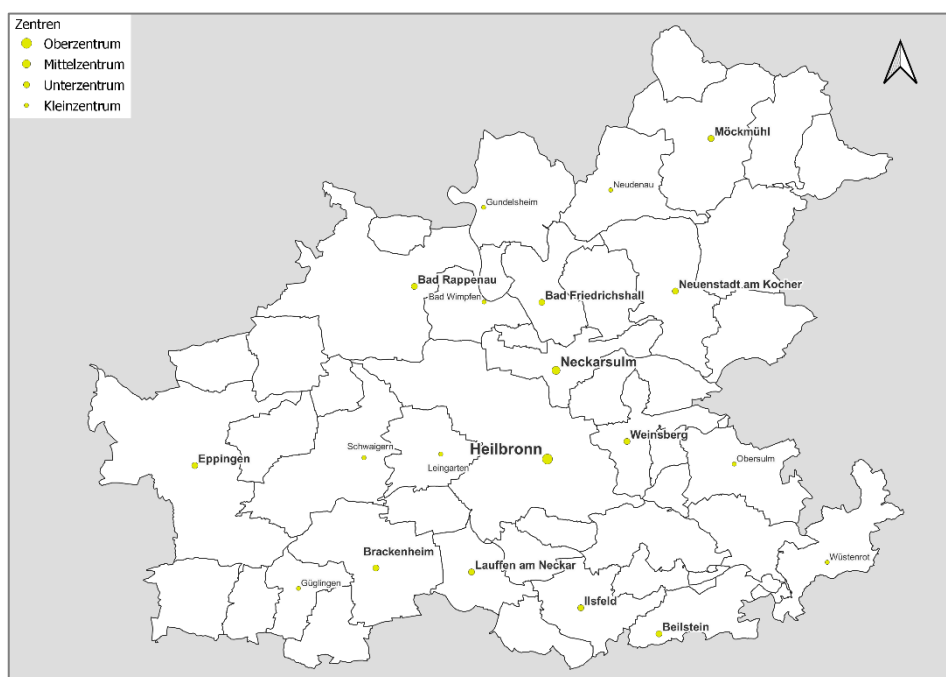 Zentren
Oberzentrum
Mittelzentrum
Unterzentrum
Kleinzentrum
Möckmühl
Neudenau
Gundelsheim
Bad Rappenau
Neuenstadt am Kocher
Bad Wimpfen
Bad Friedrichshall
Neckarsulm
Weinsberg
Schwaigern
Heilbronn
Eppingen
Leingarten
Obersulm
Brackenheim
Wüstenrot
Lauffen am Neckar
Güglingen
Ilsfeld
Beilstein